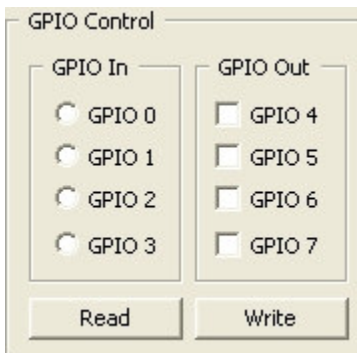 GPIO Control
GPIO In
GPIO 0
GPIO 1
GPIO 2
GPIO 3
Read
GPIO Out
GPIO 4
GPIO 5
GPIO 6
GPIO 7
Write